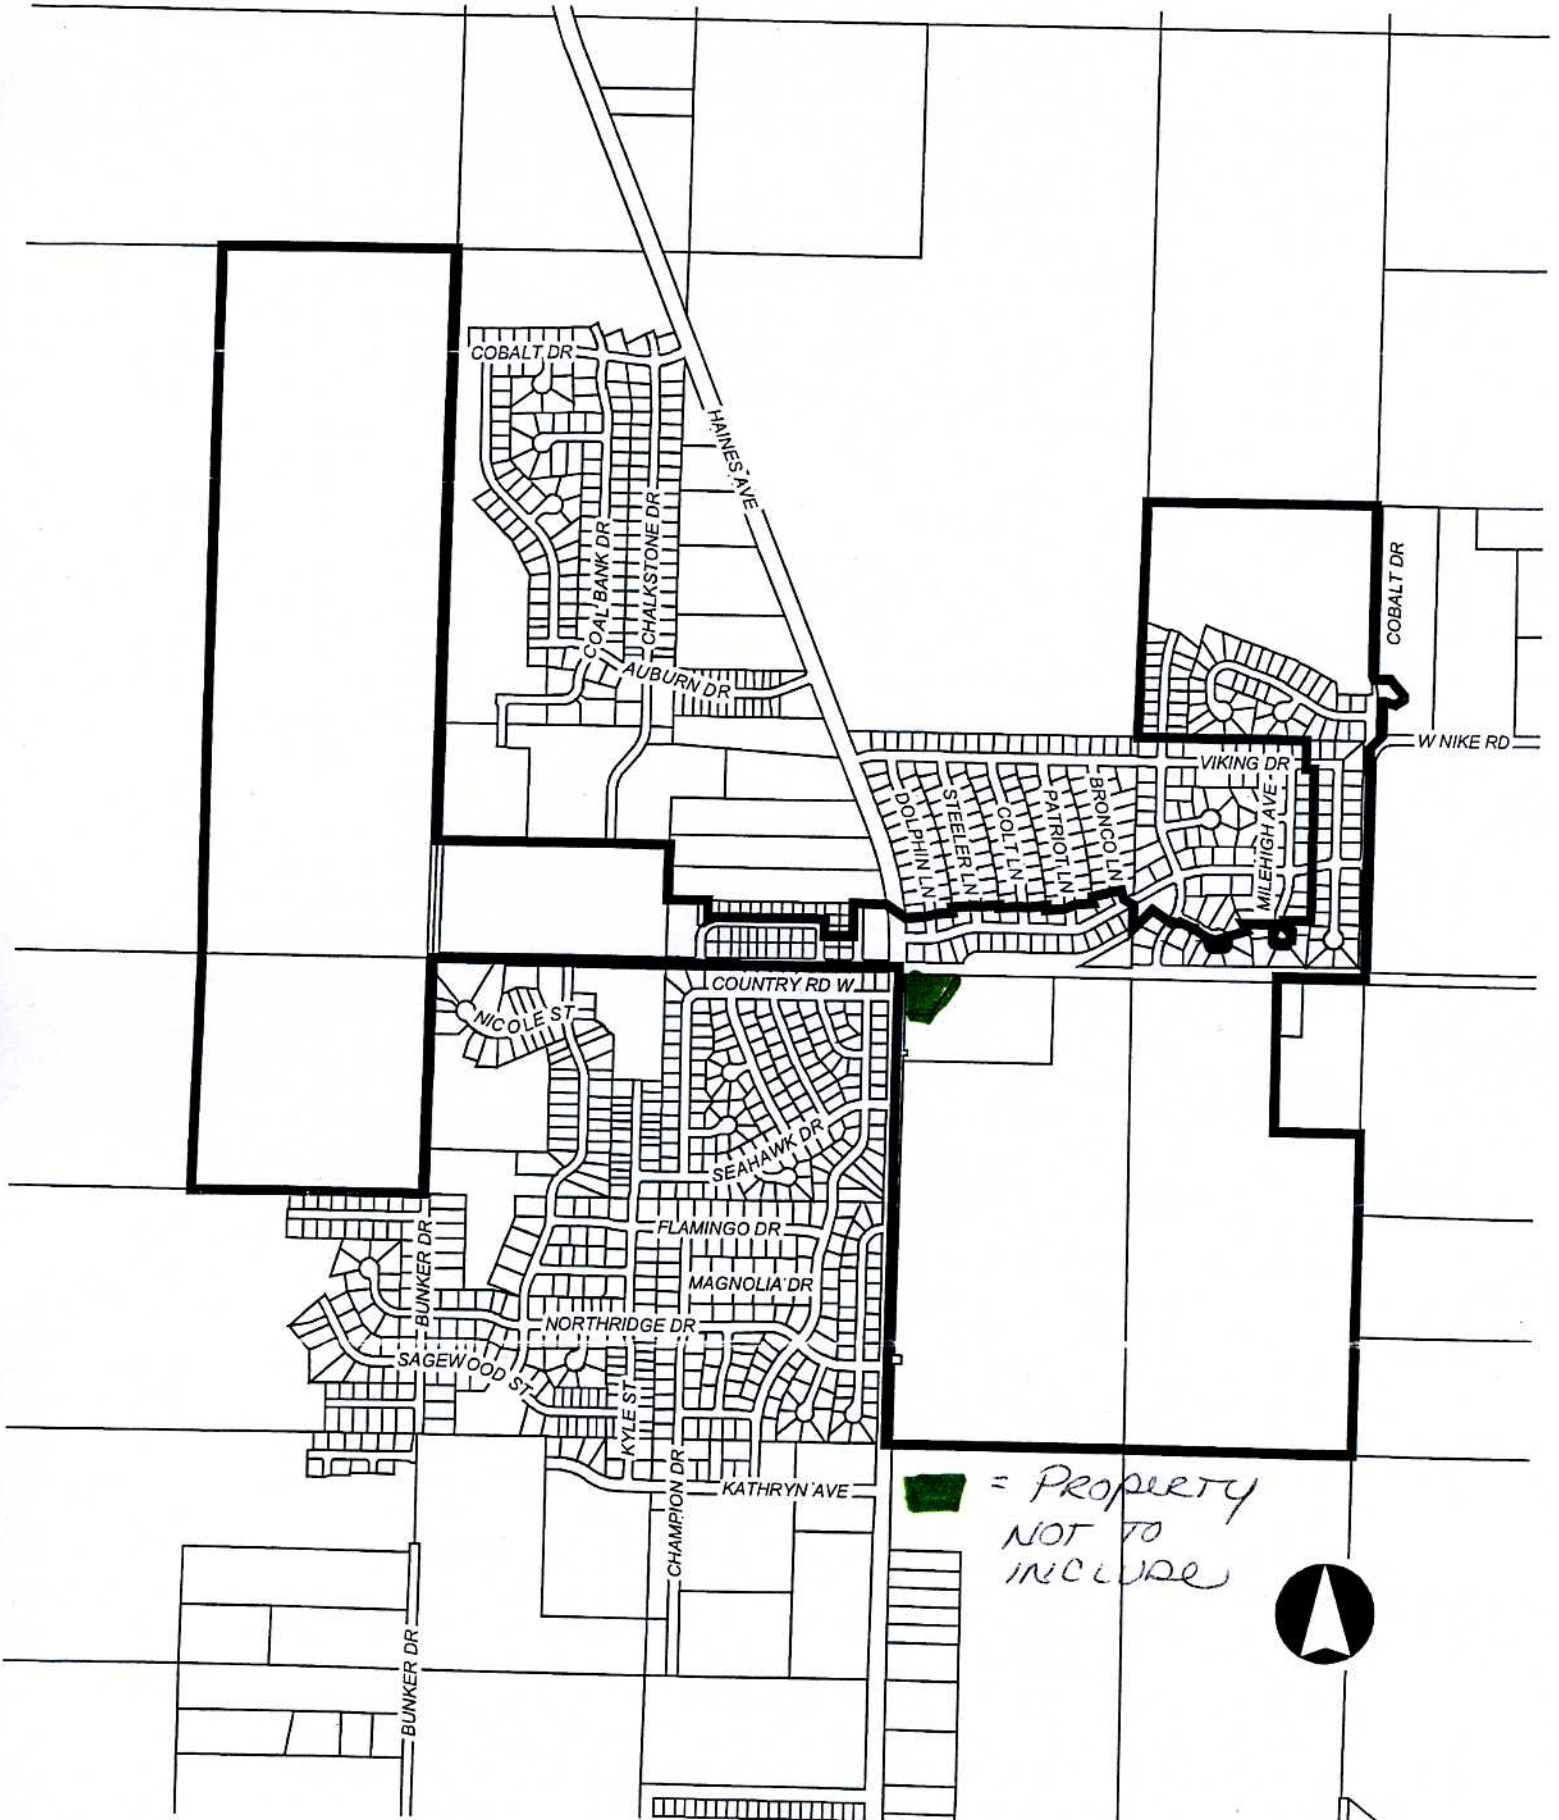 COBALT DR
HAINES AVE
COAL BANK DR
CHALKSTONE DR
COBALT DR
AUBURN DR
W NIKE RD
VIKING DR
DOLPHIN LN
STEELER LN
COLT LN
PATRIOT LN
BRONCO LN
MILEHIGH AVE
COUNTRY RD W
NICOLE ST
SEAHAWK DR
FLAMINGO DR
BUNKER DR
MAGNOLIA DR
NORTHRIDGE DR
SAGEWOOD ST
KYLE ST
CHAMPION DR
KATHRYN AVE
= PROPERTY
NOT TO
INCLUDE
BUNKER DR